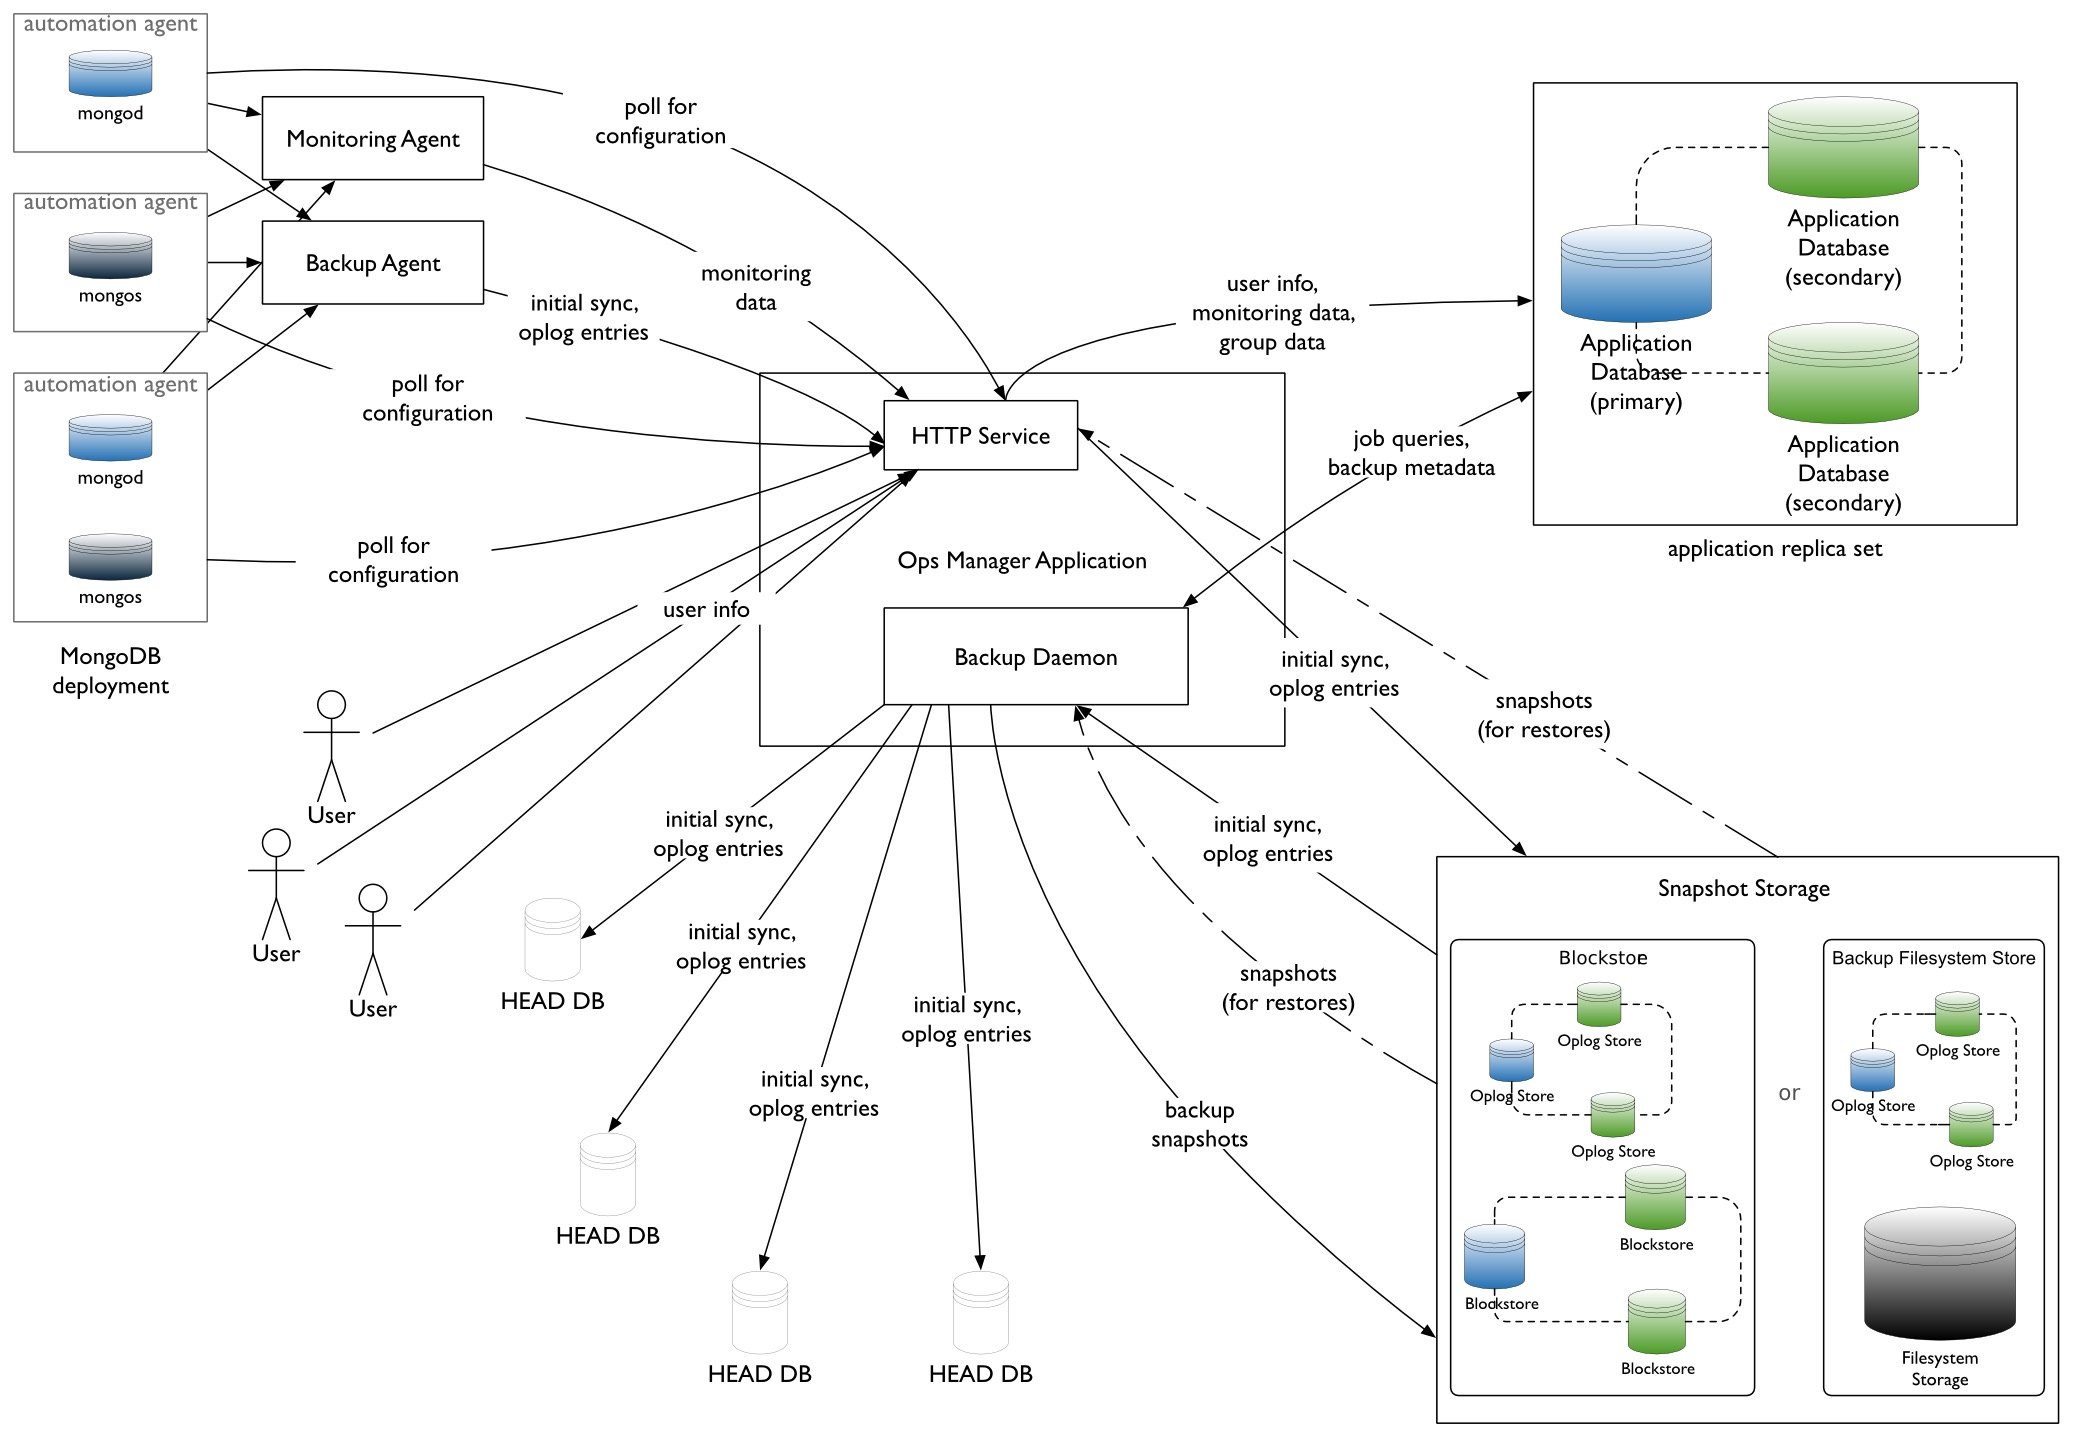 automation agent
mongod
automation agent
mongos
automation agent
mongod
mongos
MongoDB
deployment
Monitoring Agent
Backup Agent
poll for
configuration
monitoring
data
initial sync,
oplog entries
poll for
configuration
poll for
configuration
user info
User
User
User
HTTP Service
Ops Manager Application
Backup Daemon
user info,
monitoring data,
group data
job queries,
backup metadata
Application
Database
(secondary)
Application
Database
(primary)
Application
Database
(secondary)
application replica set
initial sync,
oplog entries
snapshots
(for restores)
initial sync,
oplog entries
HEAD DB
initial sync,
oplog entries
HEAD DB
initial sync,
oplog entries
HEAD DB
initial sync,
oplog entries
HEAD DB
initial sync,
oplog entries
snapshots
(for restores)
backup
snapshots
Snapshot Storage
Blockstore
Oplog Store
Oplog Store
Oplog Store
Blockstore
Blockstore
Blockstore
or
Backup Filesystem Store
Oplog Store
Oplog Store
Oplog Store
Filesystem
Storage